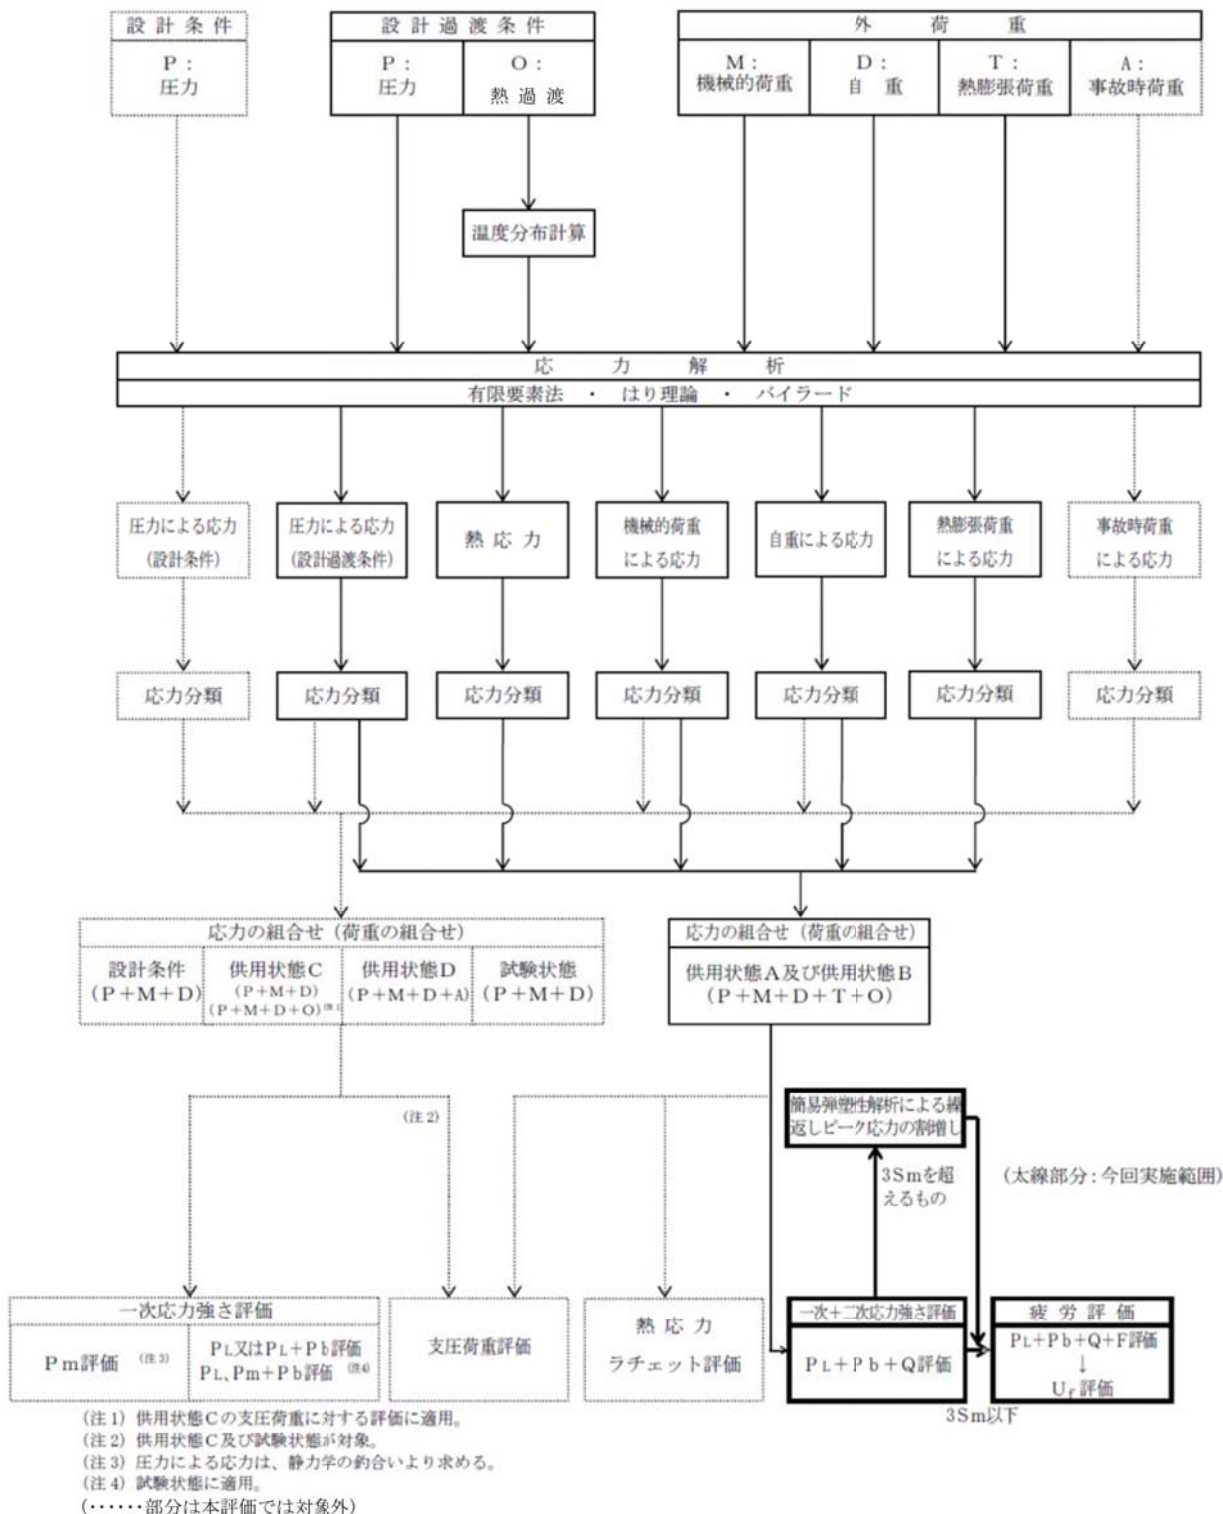 設計条件
P：
圧力
設計過渡条件
P：
圧力
O：
熱過渡
外荷重
M：
機械的荷重
D：
自重
T：
熱膨張荷重
A：
事故時荷重
温度分布計算
応力解析
有限要素法 ・ はり理論 ・ バイラード
圧力による応力
(設計条件)
圧力による応力
(設計過渡条件)
熱応力
機械的荷重
による応力
自重による応力
熱膨張荷重
による応力
事故時荷重
による応力
応力分類
応力分類
応力分類
応力分類
応力分類
応力分類
応力分類
応力の組合せ（荷重の組合せ）
設計条件
(P+M+D)
供用状態C
(P+M+D)
(P+M+D+O)(注1)
供用状態D
(P+M+D+A)
試験状態
(P+M+D)
応力の組合せ（荷重の組合せ）
供用状態A及び供用状態B
(P+M+D+T+O)
(注2)
簡易弾塑性解析による繰
返しピーク応力の割増し
3Smを超
えるもの
(太線部分：今回実施範囲)
一次応力強さ評価
Pm評価 (注3)
PL又はPL+Pb評価
PL、Pm+Pb評価 (注4)
支圧荷重評価
熱応力
ラチェット評価
一次+二次応力強さ評価
PL+Pb+Q評価
疲労評価
PL+Pb+Q+F評価
↓
Uf評価
3Sm以下
(注1) 供用状態Cの支圧荷重に対する評価に適用。
(注2) 供用状態C及び試験状態が対象。
(注3) 圧力による応力は、静力学の釣合いより求める。
(注4) 試験状態に適用。
(‥‥‥部分は本評価では対象外)